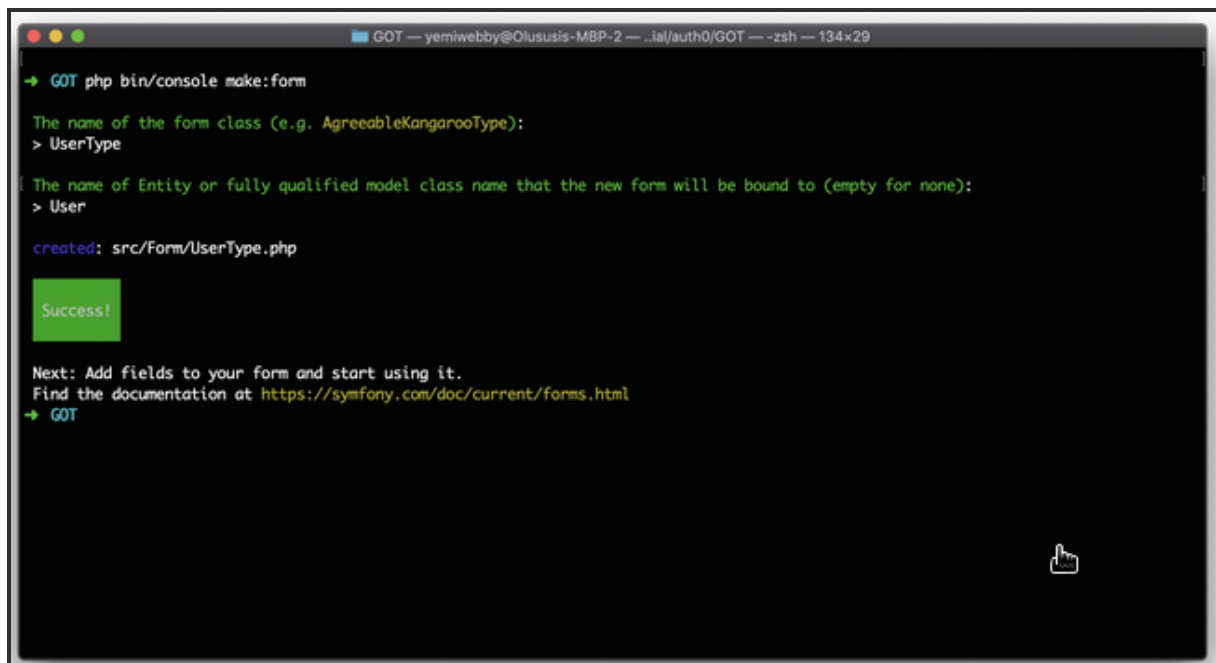 GOT — yemiwebby@Olususis-MBP-2 — ..ial/auth0/GOT — -zsh — 134×29
➜ GOT php bin/console make:form
The name of the form class (e.g. AgreeableKangarooType):
> UserType
The name of Entity or fully qualified model class name that the new form will be bound to (empty for none):
> User
created: src/Form/UserType.php
Success!
Next: Add fields to your form and start using it.
Find the documentation at https://symfony.com/doc/current/forms.html
➜ GOT